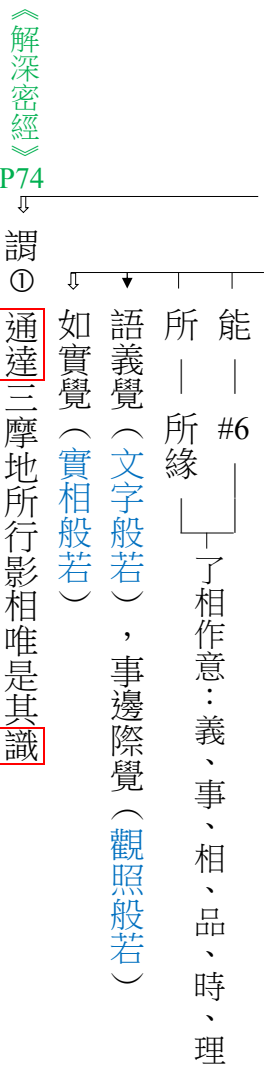 能—#6
所—所緣
了相作意：義、事、相、品、時、理
語義覺（文字般若），事邊際覺（觀照般若）
如實覺（實相般若）
謂①通達三摩地所行影相唯是其識
《解深密經》P74